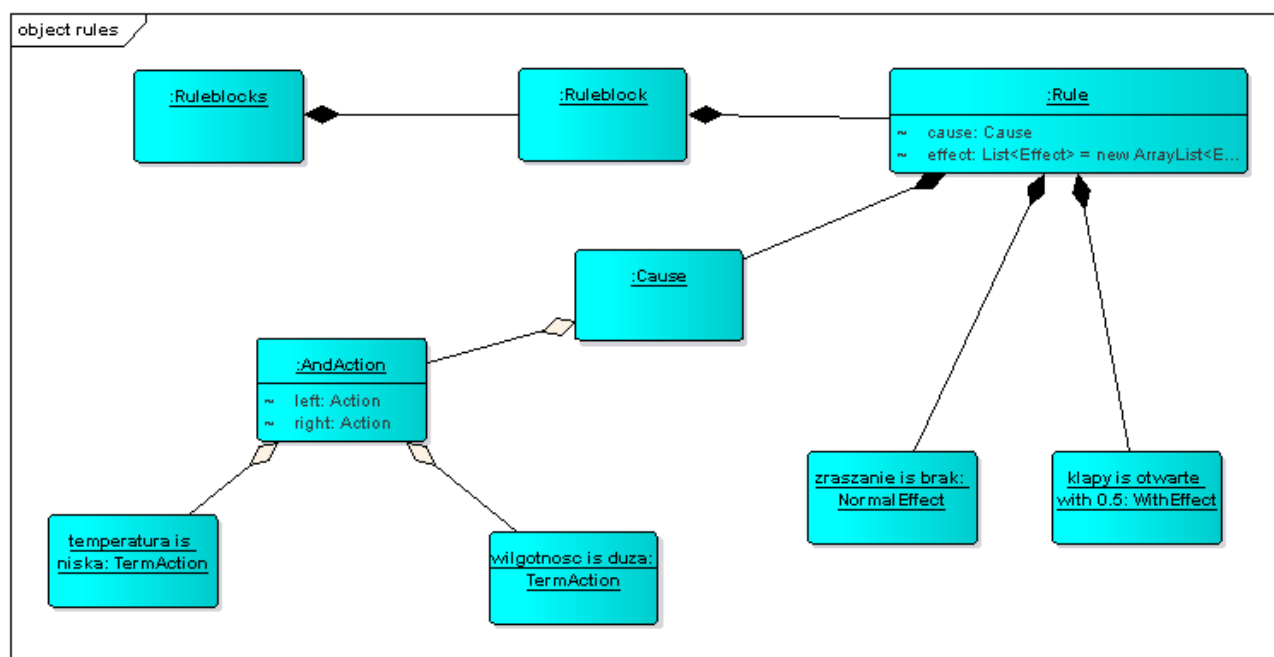 object rules
:Ruleblocks
:Ruleblock
:Rule
~ cause: Cause
~ effect: List<Effect> = new ArrayList<E...
:Cause
:AndAction
~ left: Action
~ right: Action
zraszanie is brak:
NormalEffect
klapy is otwarte
with 0.5: WithEffect
temperatura is
niska: TermAction
wilgotnosc is duza:
TermAction